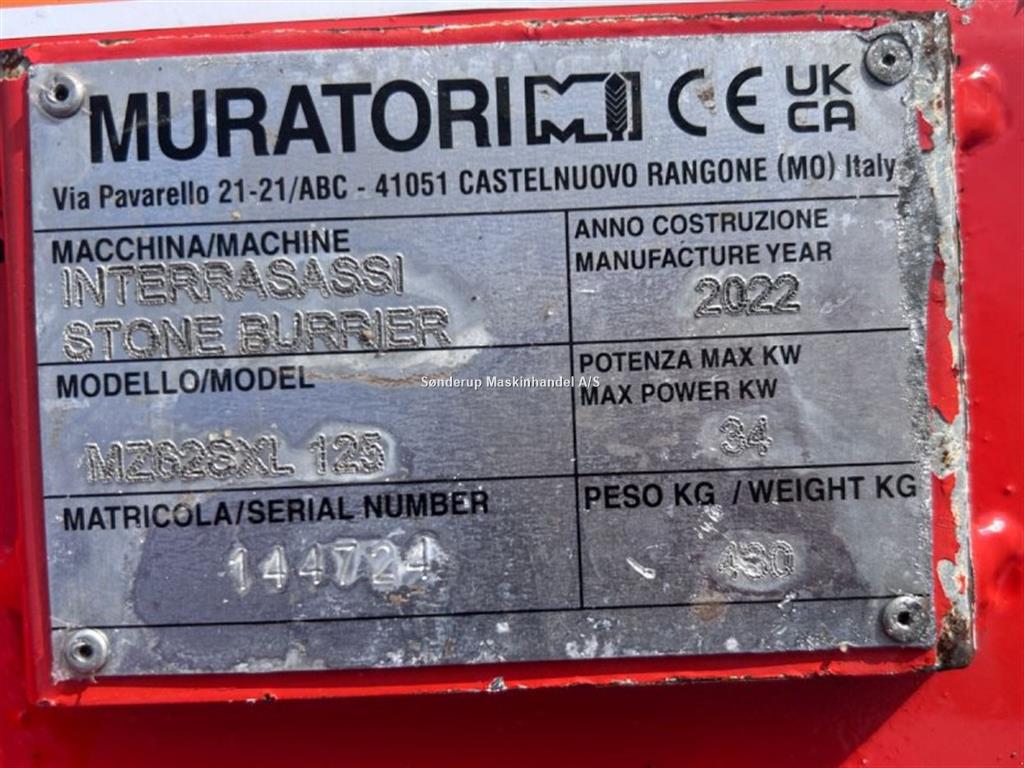 MURATORI CE UK
CA
Via Pavarello 21-21/ABC - 41051 CASTELNUOVO RANGONE (MO) Italy
MACCHINA/MACHINE
INTERRASASSI
STONE BURRIER
ANNO COSTRUZIONE
MANUFACTURE YEAR
2022
MODELLO/MODEL
MZ62SXL 125
POTENZA MAX KW
MAX POWER KW
34
Sønderup Maskinhandel A/S
MATRICOLA/SERIAL NUMBER
144724
PESO KG / WEIGHT KG
430